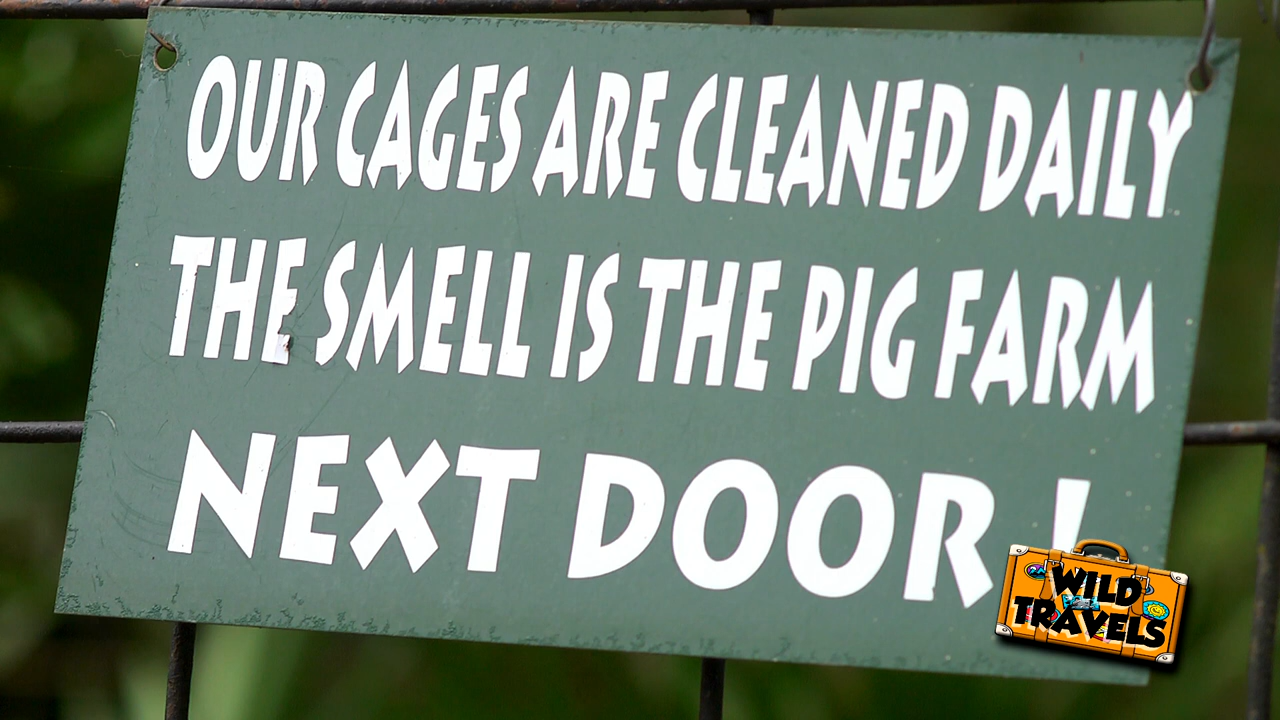 OUR CAGES ARE CLEANED DAILY
THE SMELL IS THE PIG FARM
NEXT DOOR !
WILD
TRAVELS